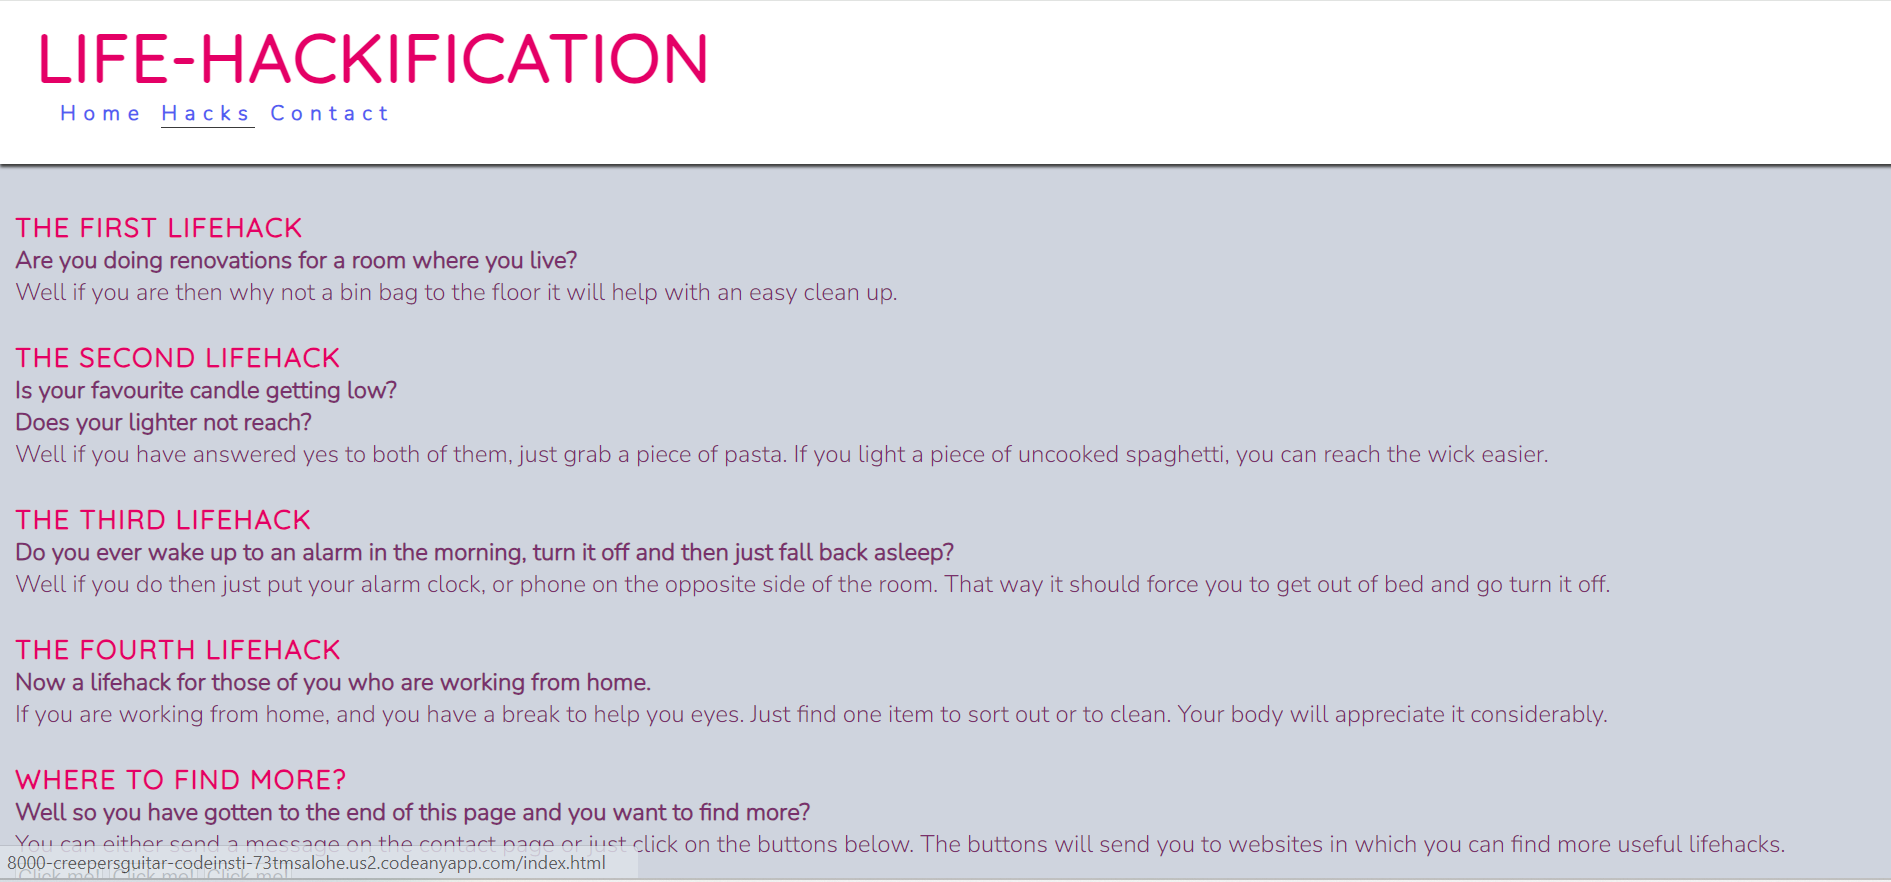 LIFE-HACKIFICATION
Home Hacks Contact
THE FIRST LIFEHACK
Are you doing renovations for a room where you live?
Well if you are then why not a bin bag to the floor it will help with an easy clean up.
THE SECOND LIFEHACK
Is your favourite candle getting low?
Does your lighter not reach?
Well if you have answered yes to both of them, just grab a piece of pasta. If you light a piece of uncooked spaghetti, you can reach the wick easier.
THE THIRD LIFEHACK
Do you ever wake up to an alarm in the morning, turn it off and then just fall back asleep?
Well if you do then just put your alarm clock, or phone on the opposite side of the room. That way it should force you to get out of bed and go turn it off.
THE FOURTH LIFEHACK
Now a lifehack for those of you who are working from home.
If you are working from home, and you have a break to help you eyes. Just find one item to sort out or to clean. Your body will appreciate it considerably.
WHERE TO FIND MORE?
Well so you have gotten to the end of this page and you want to find more?
You can either send a message on the contact page or just click on the buttons below. The buttons will send you to websites in which you can find more useful lifehacks.
8000-creepersguitar-codeinsti-73tmsalohe.us2.codeanyapp.com/index.html
Click me! Click me! Click me!